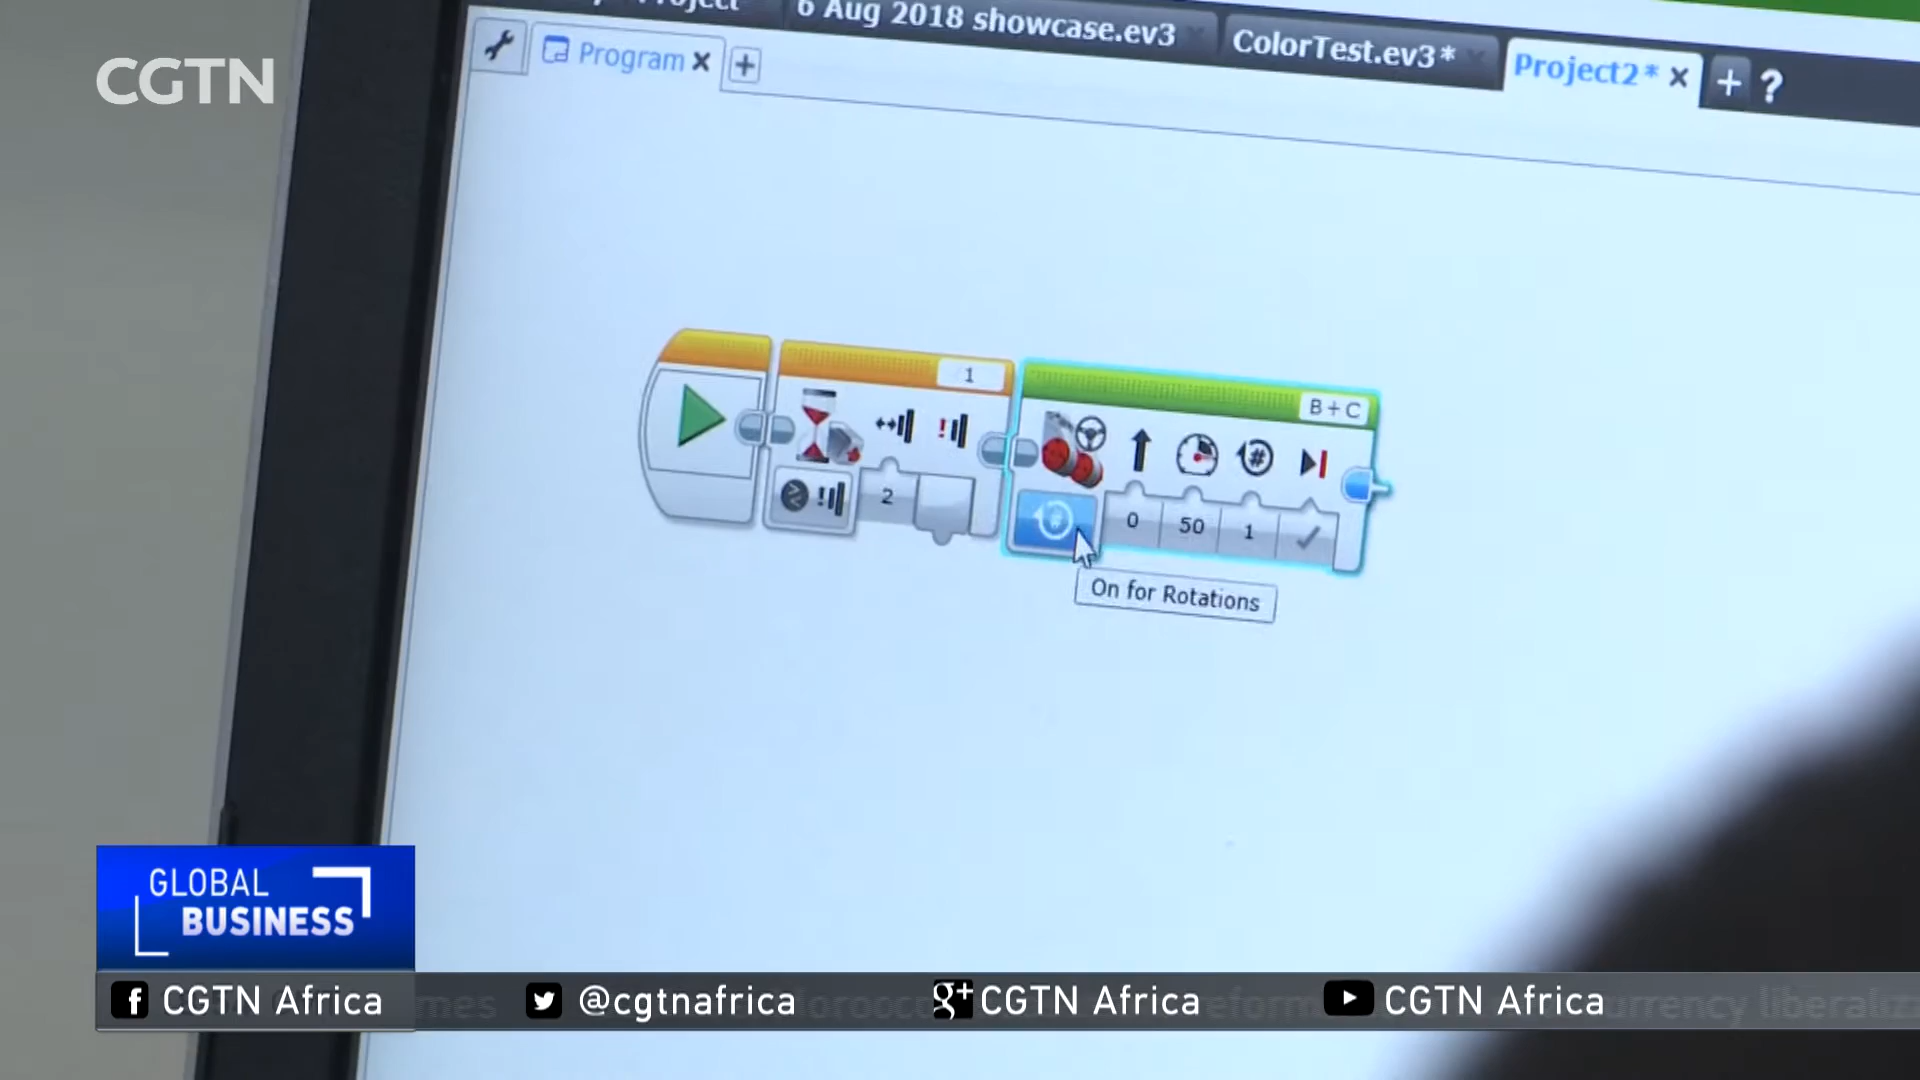 CGTN
6 Aug 2018 showcase.ev3
ColorTest.ev3*
Project2*
+ ?
Program
+
1
B+C
2
0
50
1
#
On for Rotations
GLOBAL
BUSINESS
CGTN Africa
@cgtnafrica
g+ CGTN Africa
CGTN Africa